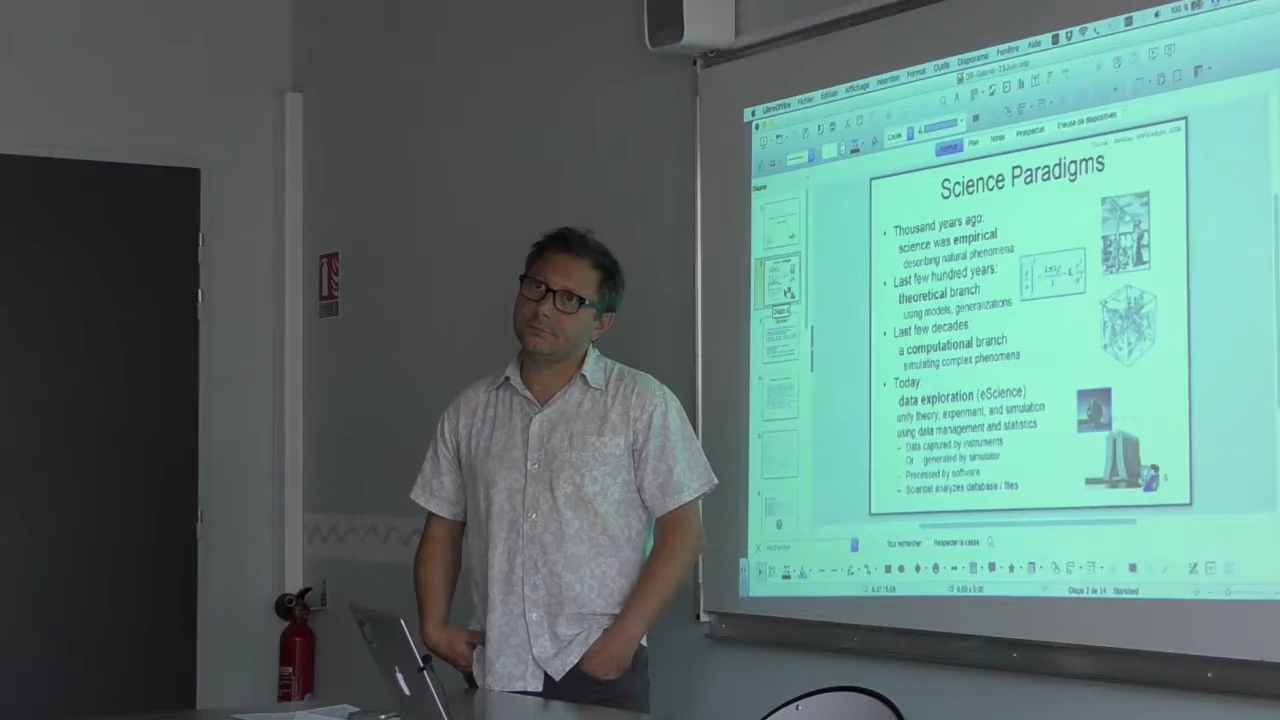 LibreOffice Fichier Édition Affichage Insertion Format Outils Diaporama Fenêtre Aide
100 %
Normal Plan Notes Prospectus Trieuse de diapositives
Diapos
Science Paradigms
• Thousand years ago:
science was empirical
describing natural phenomena
• Last few hundred years:
theoretical branch
using models, generalizations
• Last few decades:
a computational branch
simulating complex phenomena
• Today:
data exploration (eScience)
unify theory, experiment, and simulation
using data management and statistics
– Data captured by instruments
Or generated by simulator
– Processed by software
– Scientist analyzes database / files
6
Tout rechercher Respecter la casse
Diapo 2 de 14 Standard